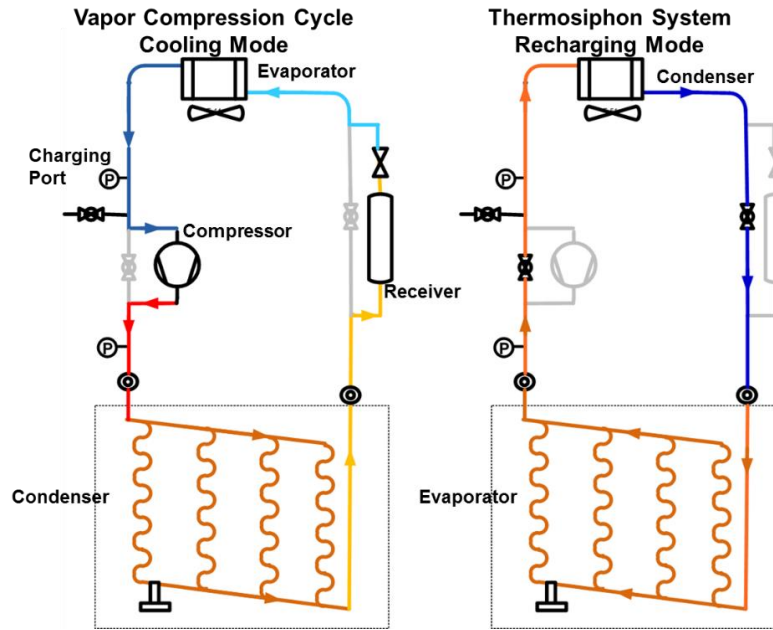 Vapor Compression Cycle
Cooling Mode
Evaporator
Charging
Port
P
Compressor
Receiver
P
Condenser
Thermosiphon System
Recharging Mode
Condenser
P
P
Evaporator